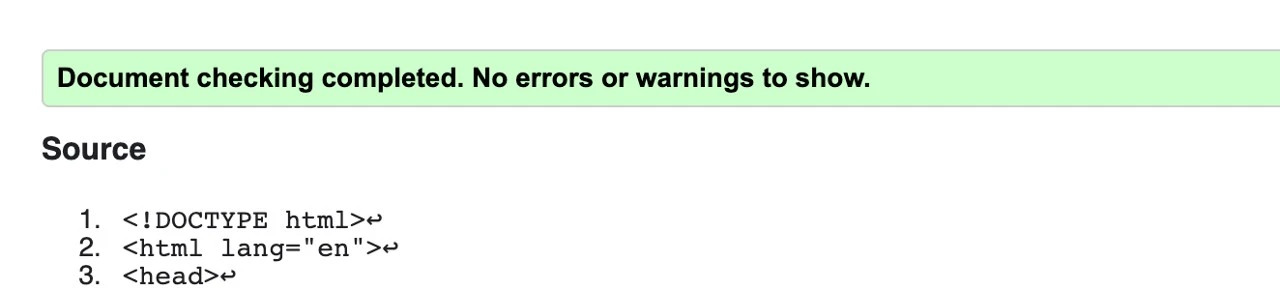 Document checking completed. No errors or warnings to show.
Source
1. <!DOCTYPE html>↩
2. <html lang="en">↩
3. <head>↩